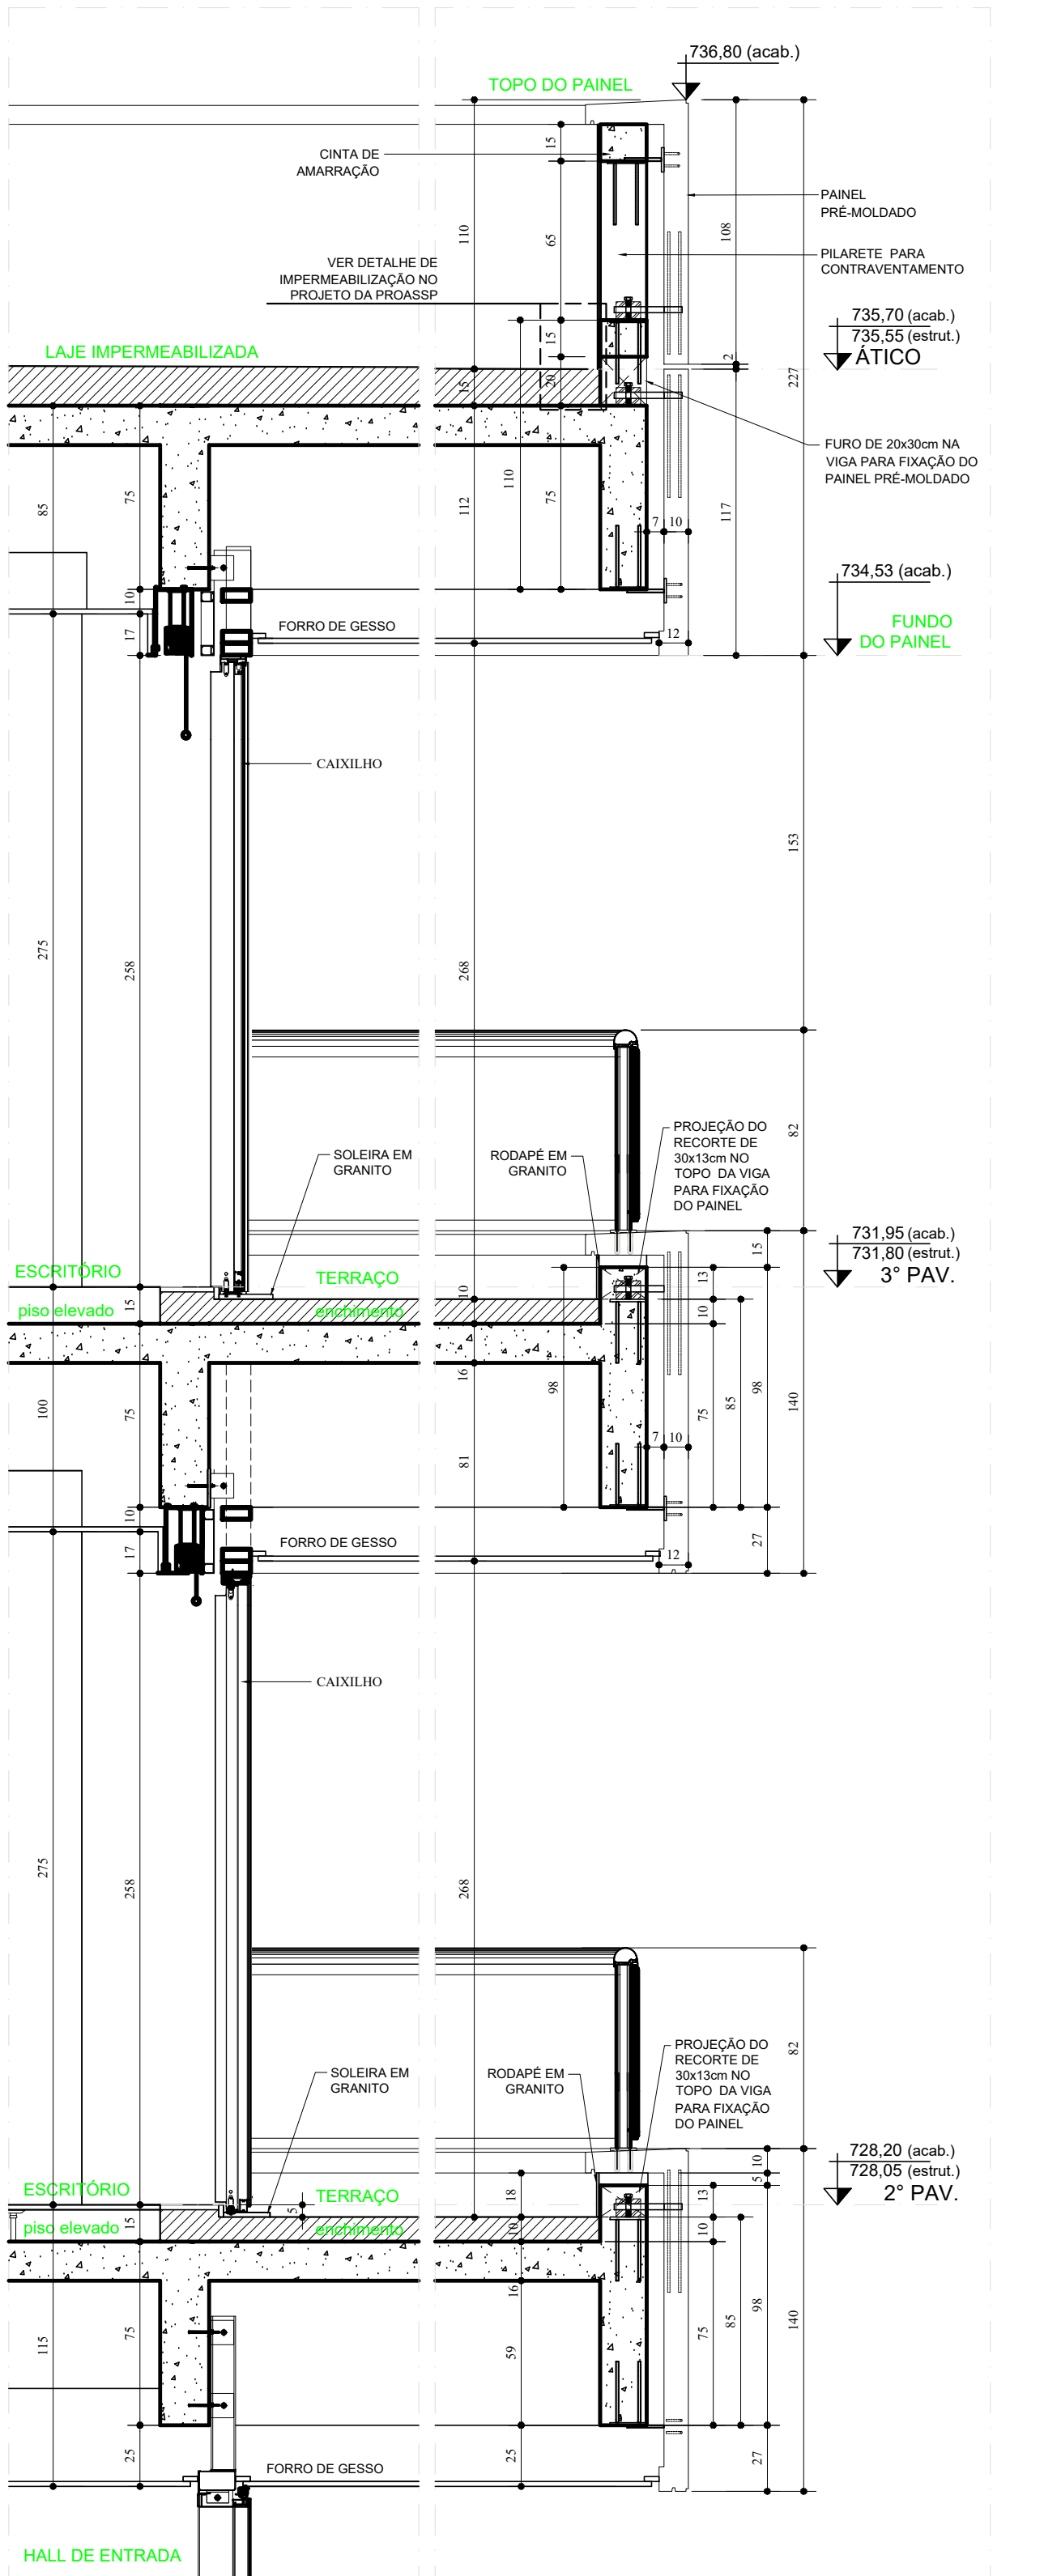 736,80 (acab.)
TOPO DO PAINEL
CINTA DE
AMARRAÇÃO
15
PAINEL
PRÉ-MOLDADO
110
65
108
VER DETALHE DE
IMPERMEABILIZAÇÃO NO
PROJETO DA PROASSP
PILARETE PARA
CONTRAVENTAMENTO
735,70 (acab.)
735,55 (estrut.)
ÁTICO
LAJE IMPERMEABILIZADA
15
2
15
20
227
FURO DE 20x30cm NA
VIGA PARA FIXAÇÃO DO
PAINEL PRÉ-MOLDADO
85
75
112
110
75
117
7
10
734,53 (acab.)
10
17
FORRO DE GESSO
12
FUNDO
DO PAINEL
CAIXILHO
153
275
258
268
82
SOLEIRA EM
GRANITO
RODAPÉ EM
GRANITO
PROJEÇÃO DO
RECORTE DE
30x13cm NO
TOPO DA VIGA
PARA FIXAÇÃO
DO PAINEL
731,95 (acab.)
731,80 (estrut.)
3° PAV.
15
13
ESCRITÓRIO
TERRAÇO
10
piso elevado
15
enchimento
10
16
100
75
98
75
85
98
140
81
7
10
10
17
FORRO DE GESSO
12
27
CAIXILHO
275
258
268
82
SOLEIRA EM
GRANITO
RODAPÉ EM
GRANITO
PROJEÇÃO DO
RECORTE DE
30x13cm NO
TOPO DA VIGA
PARA FIXAÇÃO
DO PAINEL
728,20 (acab.)
728,05 (estrut.)
2° PAV.
10
5
ESCRITÓRIO
TERRAÇO
18
13
5
piso elevado
15
enchimento
10
10
16
115
75
59
75
85
98
140
25
FORRO DE GESSO
25
27
HALL DE ENTRADA